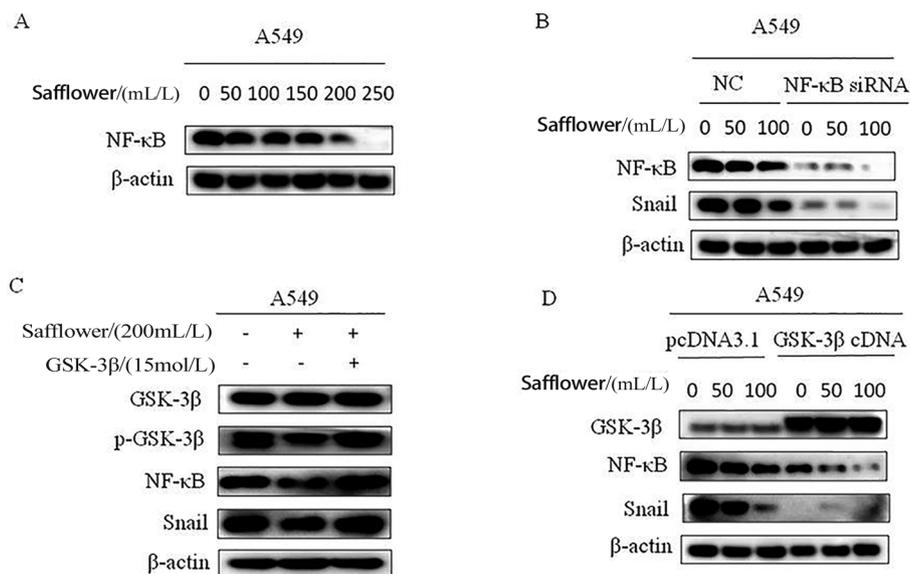 A
A549
Safflower/(mL/L) 0 50 100 150 200 250
NF-κB
β-actin
B
A549
NC NF-κB siRNA
Safflower/(mL/L) 0 50 100 0 50 100
NF-κB
Snail
β-actin
C
A549
Safflower/(200mL/L) - + +
GSK-3β/(15mol/L) - - +
GSK-3β
p-GSK-3β
NF-κB
Snail
β-actin
D
A549
pcDNA3.1 GSK-3β cDNA
Safflower/(mL/L) 0 50 100 0 50 100
GSK-3β
NF-κB
Snail
β-actin